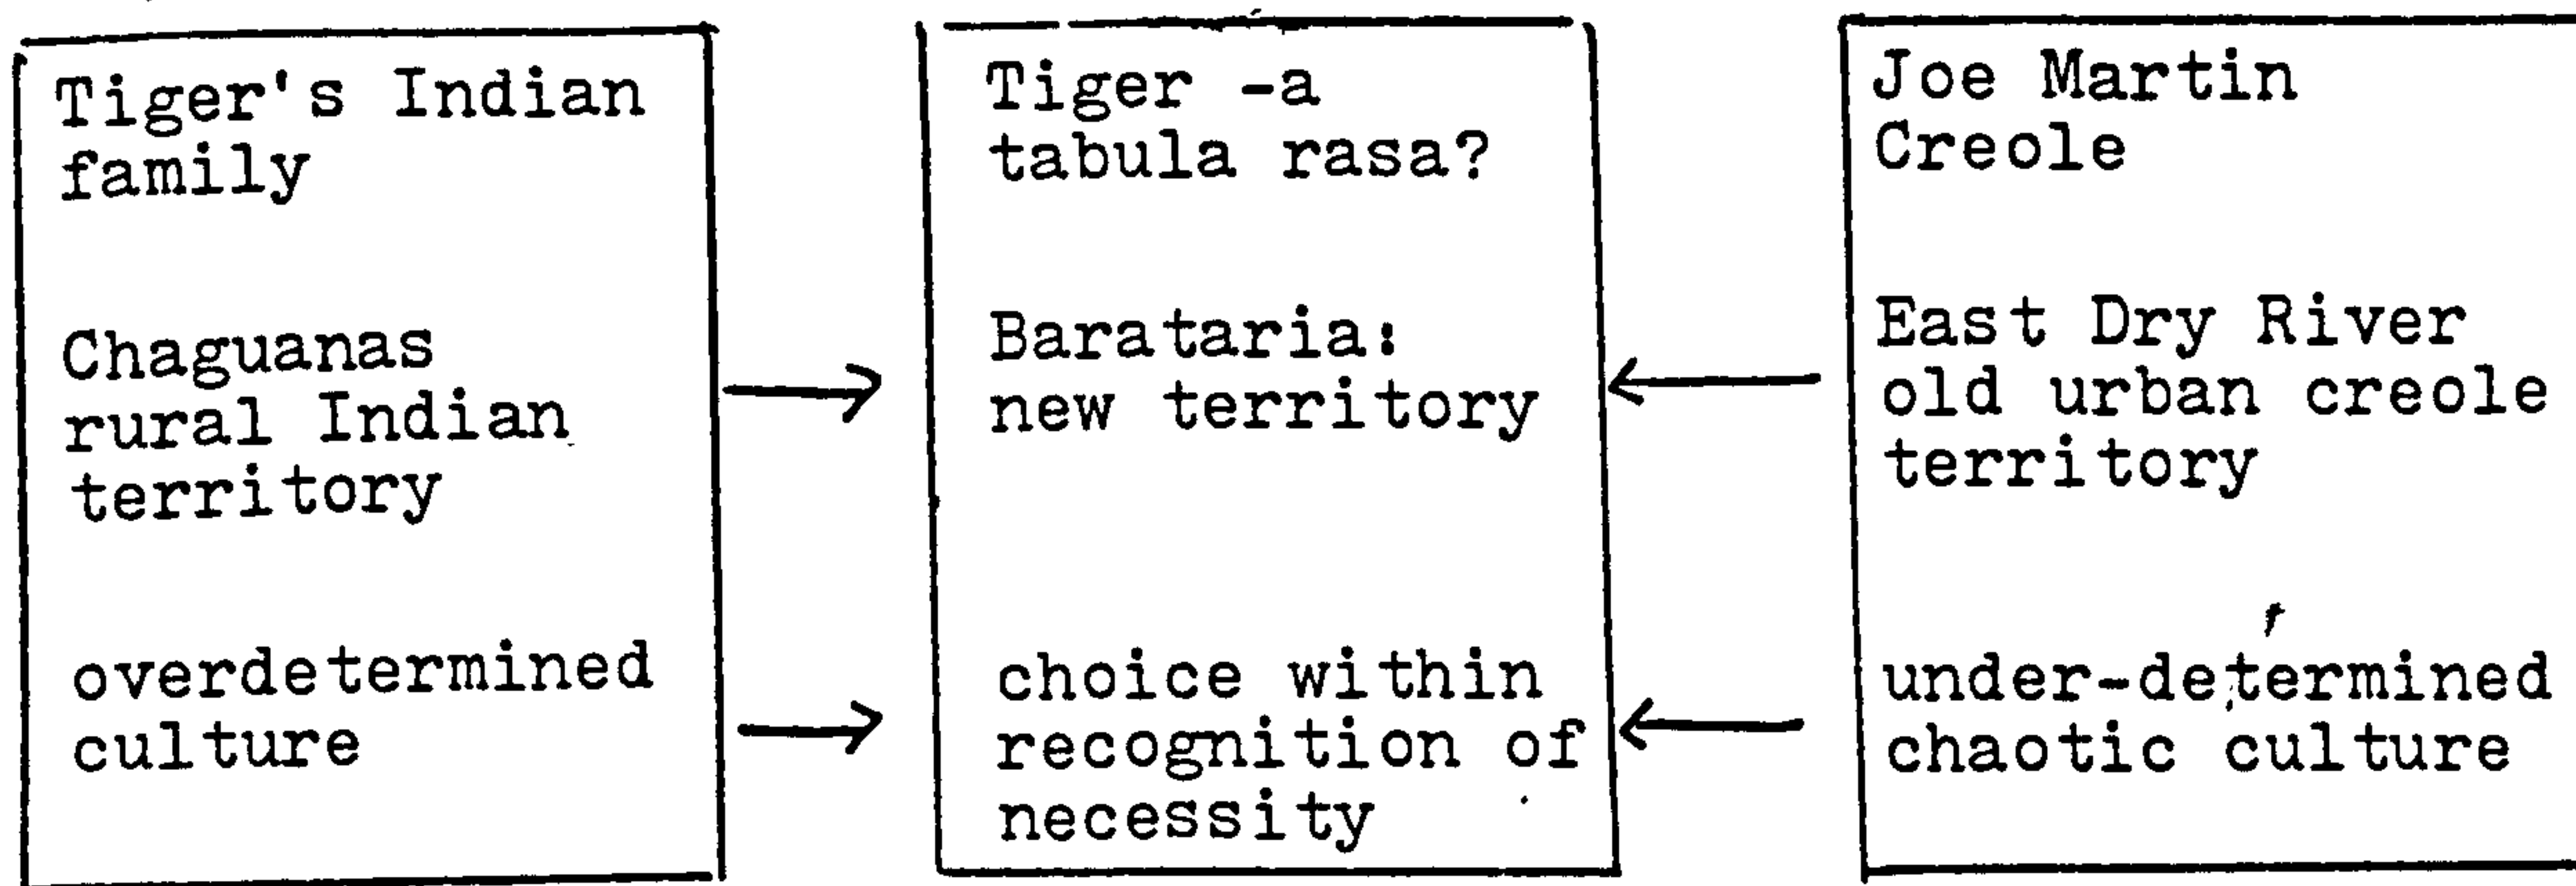 Tiger's Indian
family
Chaguanas
rural Indian
territory
overdetermined
culture
Tiger -a
tabula rasa?
Barataria:
new territory
choice within
recognition of
necessity
Joe Martin
Creole
East Dry River
old urban creole
territory
under-determined
chaotic culture